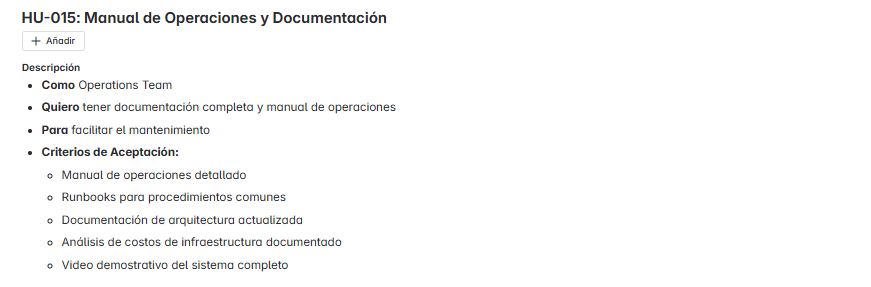 HU-015: Manual de Operaciones y Documentación
+ Añadir
Descripción
• Como Operations Team
• Quiero tener documentación completa y manual de operaciones
• Para facilitar el mantenimiento
• Criterios de Aceptación:
◦ Manual de operaciones detallado
◦ Runbooks para procedimientos comunes
◦ Documentación de arquitectura actualizada
◦ Análisis de costos de infraestructura documentado
◦ Video demostrativo del sistema completo